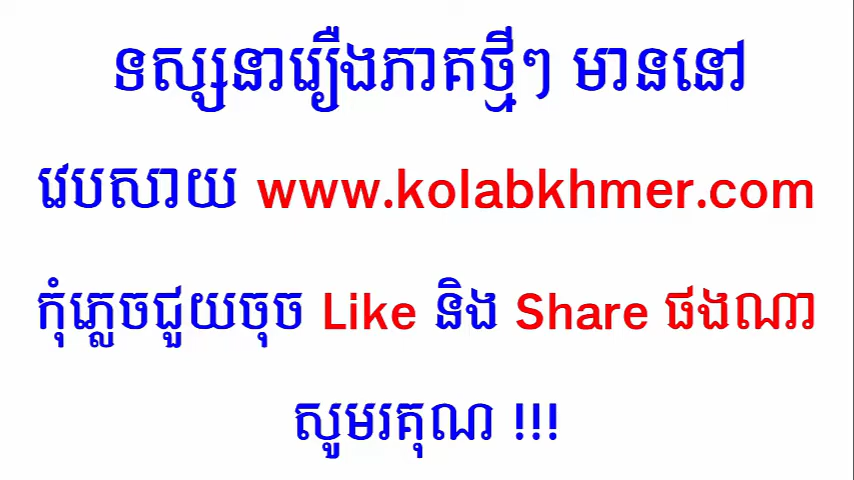 ទស្សនារឿងភាគថ្មីៗ មាននៅ
វេបសាយ www.kolabkhmer.com
កុំភ្លេចជួយចុច Like និង Share ផងណា
សូមរគុណ !!!